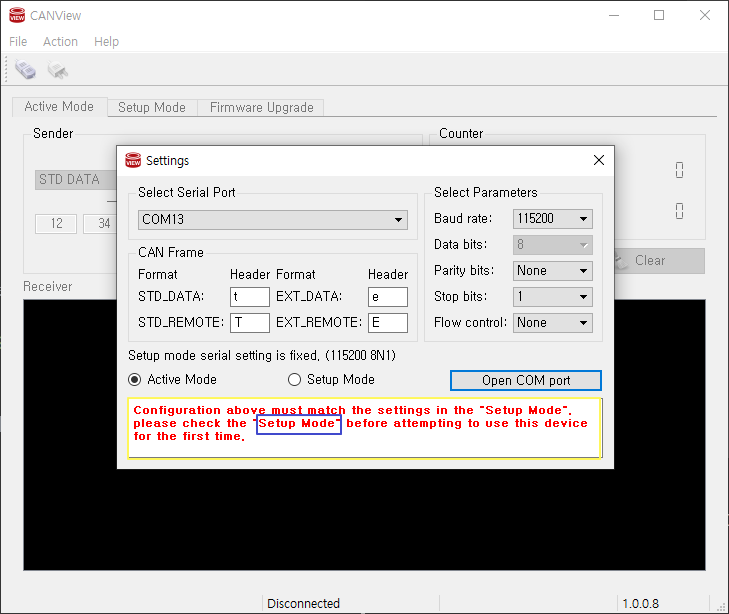 VIEW CANView
File Action Help
Active Mode Setup Mode Firmware Upgrade
Sender
Counter
STD DATA
12 34
0
0
Clear
Receiver
VIEW Settings
Select Serial Port
COM13
CAN Frame
Format Header Format Header
STD_DATA: t EXT_DATA: e
STD_REMOTE: T EXT_REMOTE: E
Select Parameters
Baud rate: 115200
Data bits: 8
Parity bits: None
Stop bits: 1
Flow control: None
Setup mode serial setting is fixed. (115200 8N1)
Active Mode Setup Mode Open COM port
Configuration above must match the settings in the "Setup Mode",
please check the "Setup Mode" before attempting to use this device
for the first time.
Disconnected 1.0.0.8